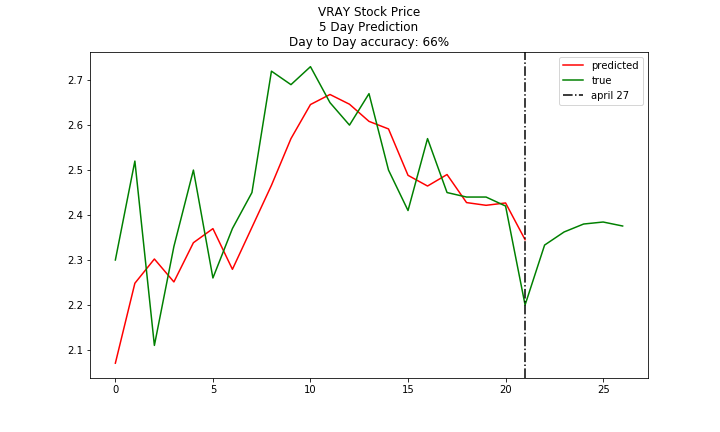 VRAY Stock Price
5 Day Prediction
Day to Day accuracy: 66%
predicted
true
april 27
2.7
2.6
2.5
2.4
2.3
2.2
2.1
0 5 10 15 20 25